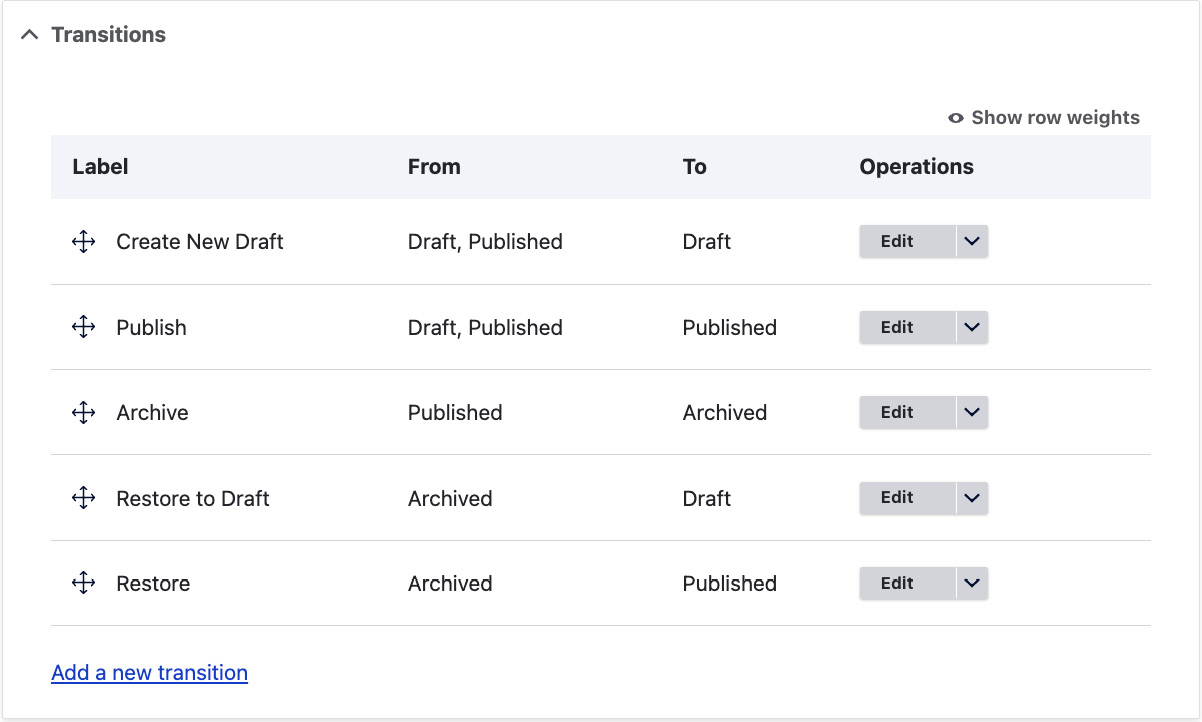 Transitions
Show row weights
Label From To Operations
Create New Draft Draft, Published Draft Edit
Publish Draft, Published Published Edit
Archive Published Archived Edit
Restore to Draft Archived Draft Edit
Restore Archived Published Edit
Add a new transition